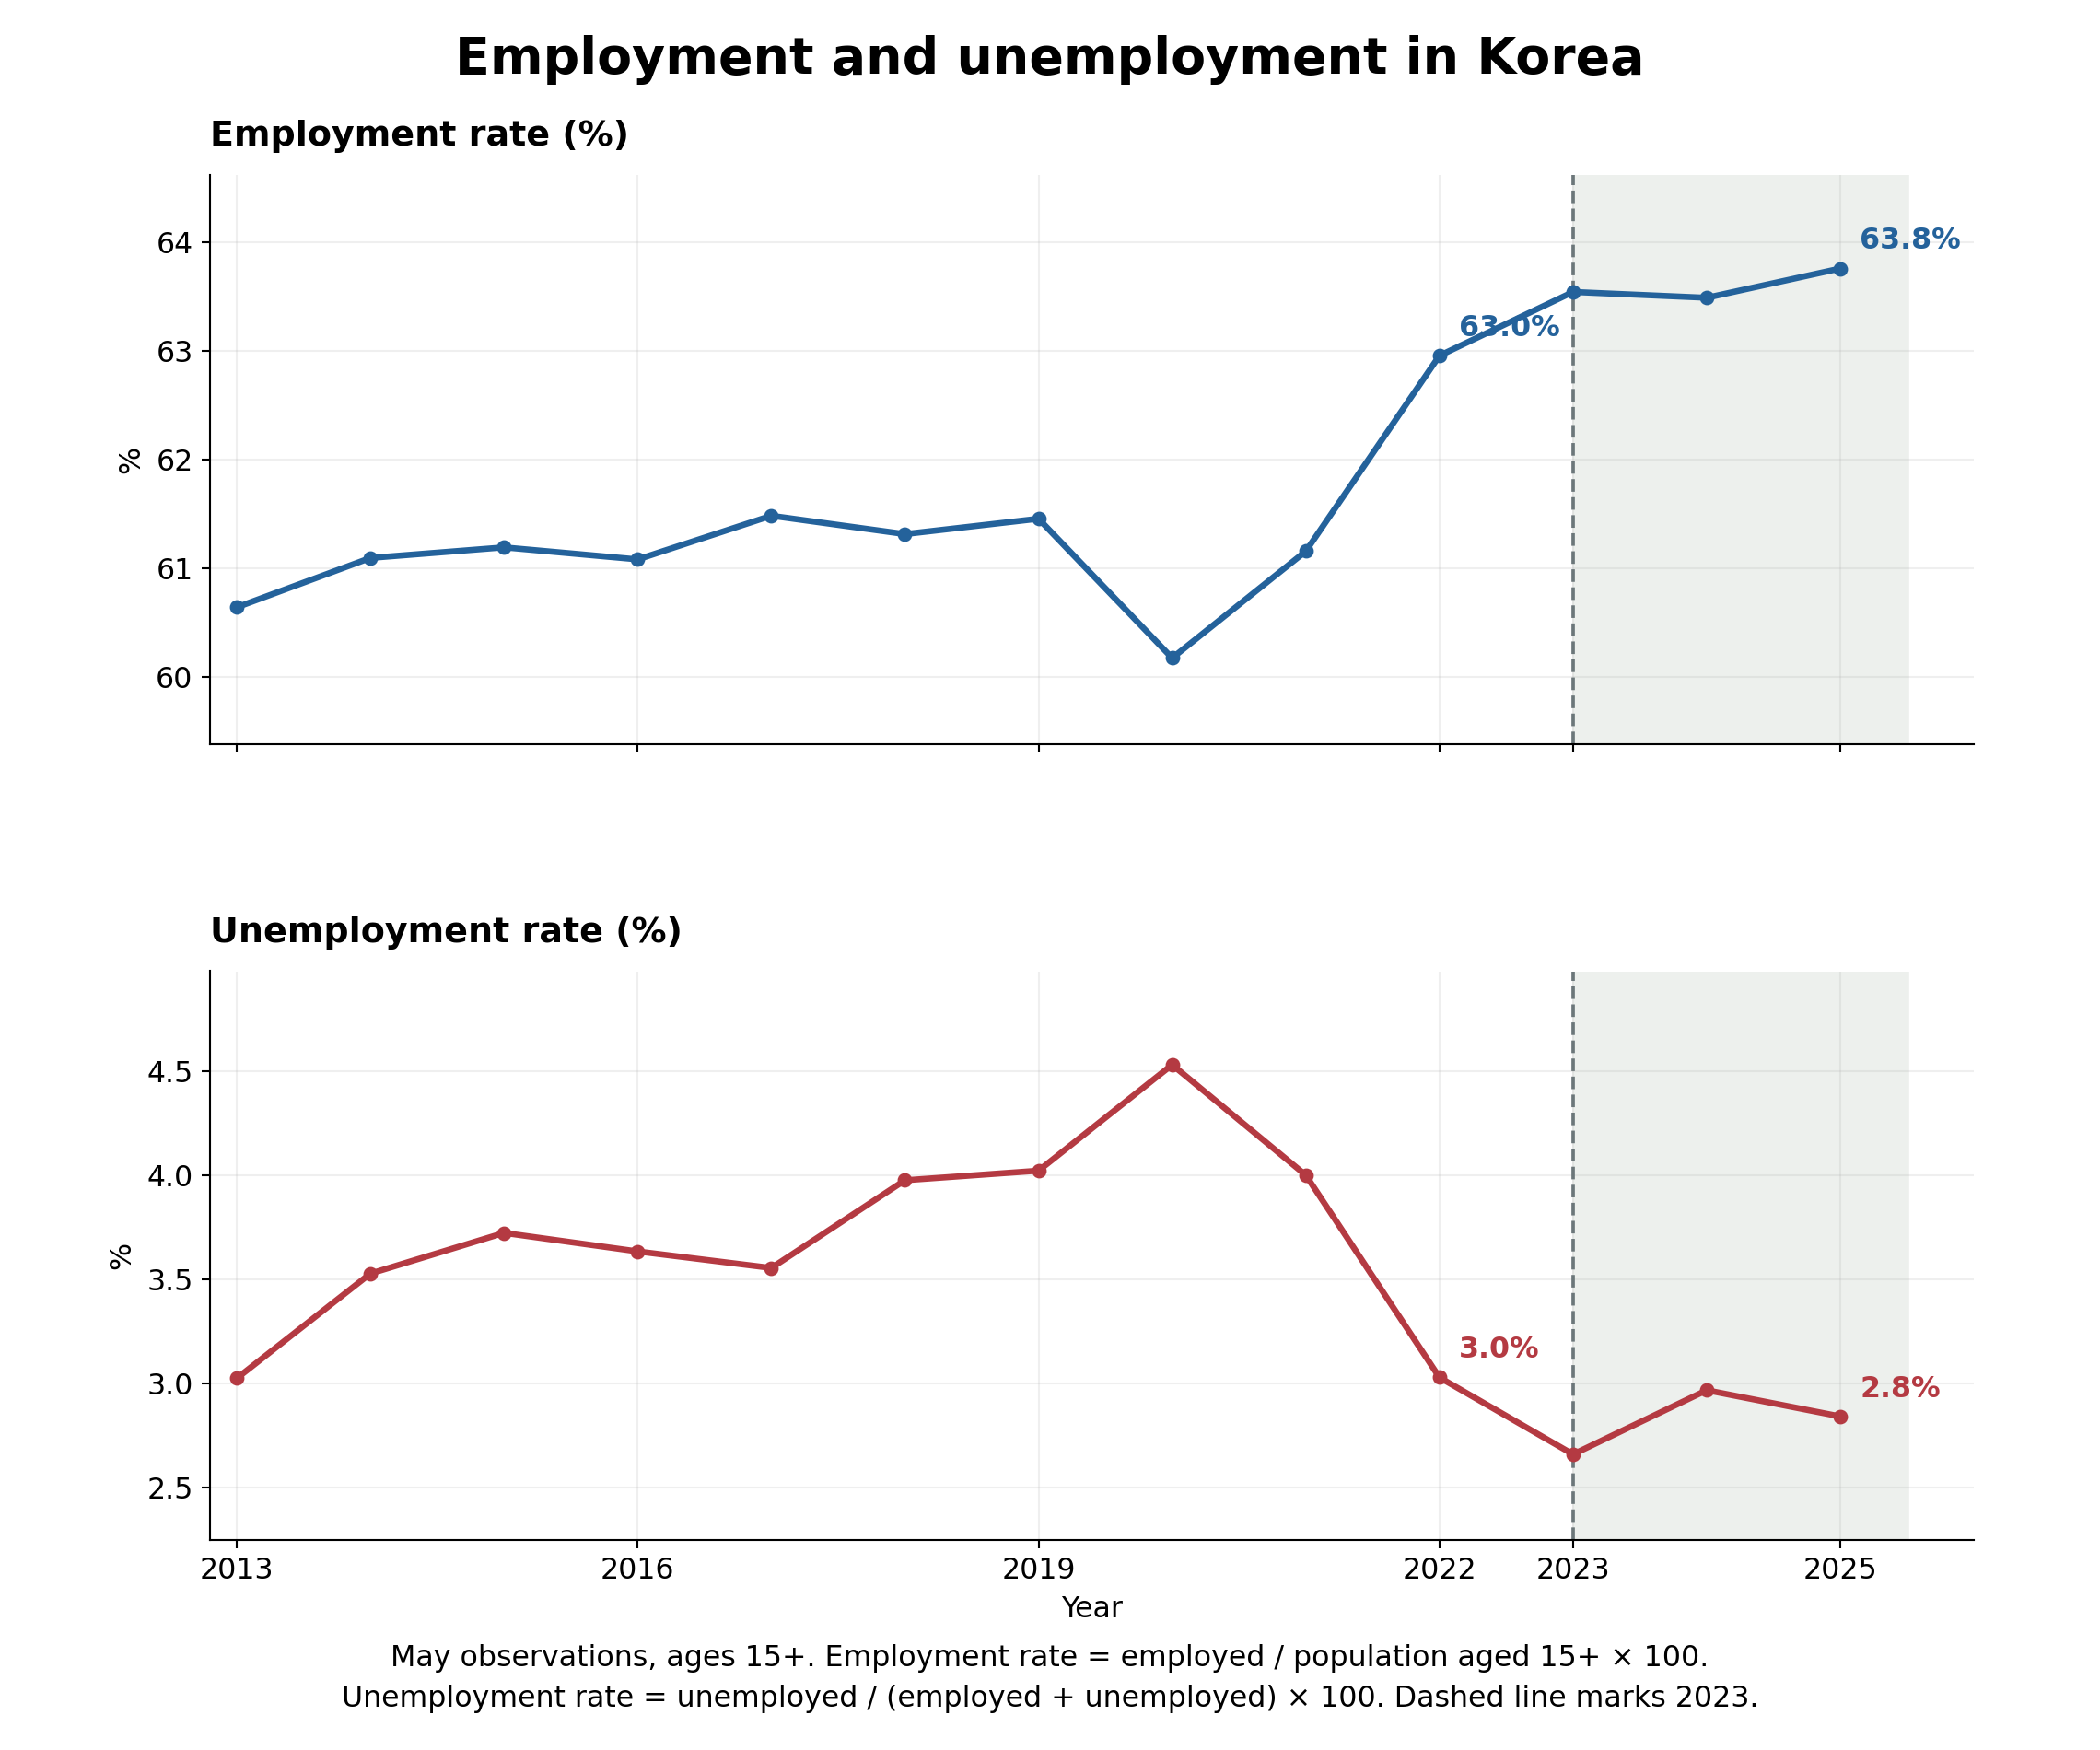 Employment and unemployment in Korea
Employment rate (%)
64
63.8%
63.0%
63
%
62
61
60
Unemployment rate (%)
4.5
4.0
%
3.5
3.0%
3.0
2.8%
2.5
2013 2016 2019 2022 2023 2025
Year
May observations, ages 15+. Employment rate = employed / population aged 15+ × 100.
Unemployment rate = unemployed / (employed + unemployed) × 100. Dashed line marks 2023.